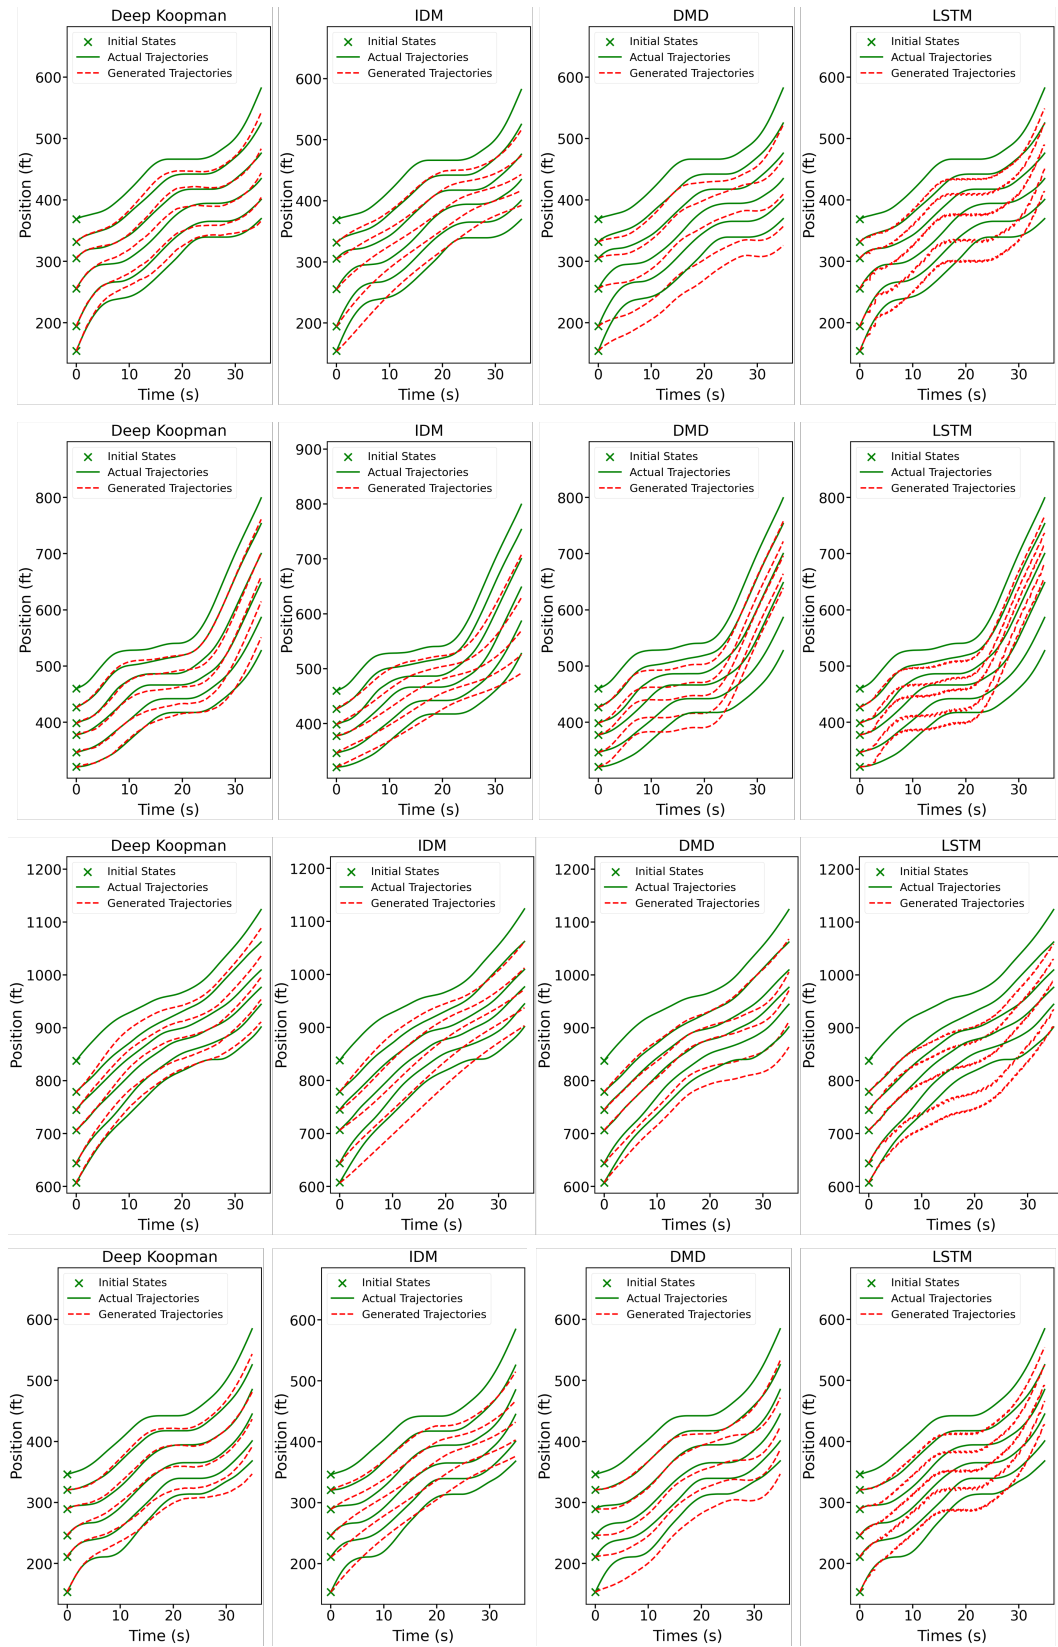 Deep Koopman
Initial States
Actual Trajectories
Generated Trajectories
600
500
400
300
200
0
10
20
30
Position (ft)
Time (s)
IDM
Initial States
Actual Trajectories
Generated Trajectories
600
500
400
300
200
0
10
20
30
Position (ft)
Time (s)
DMD
Initial States
Actual Trajectories
Generated Trajectories
600
500
400
300
200
0
10
20
30
Position (ft)
Times (s)
LSTM
Initial States
Actual Trajectories
Generated Trajectories
600
500
400
300
200
0
10
20
30
Position (ft)
Times (s)
Deep Koopman
Initial States
Actual Trajectories
Generated Trajectories
800
700
600
500
400
0
10
20
30
Position (ft)
Time (s)
IDM
Initial States
Actual Trajectories
Generated Trajectories
900
800
700
600
500
400
0
10
20
30
Position (ft)
Time (s)
DMD
Initial States
Actual Trajectories
Generated Trajectories
800
700
600
500
400
0
10
20
30
Position (ft)
Times (s)
LSTM
Initial States
Actual Trajectories
Generated Trajectories
800
700
600
500
400
0
10
20
30
Position (ft)
Times (s)
Deep Koopman
Initial States
Actual Trajectories
Generated Trajectories
1200
1100
1000
900
800
700
600
0
10
20
30
Position (ft)
Time (s)
IDM
Initial States
Actual Trajectories
Generated Trajectories
1200
1100
1000
900
800
700
600
0
10
20
30
Position (ft)
Time (s)
DMD
Initial States
Actual Trajectories
Generated Trajectories
1200
1100
1000
900
800
700
600
0
10
20
30
Position (ft)
Times (s)
LSTM
Initial States
Actual Trajectories
Generated Trajectories
1200
1100
1000
900
800
700
600
0
10
20
30
Position (ft)
Times (s)
Deep Koopman
Initial States
Actual Trajectories
Generated Trajectories
600
500
400
300
200
0
10
20
30
Position (ft)
Time (s)
IDM
Initial States
Actual Trajectories
Generated Trajectories
600
500
400
300
200
0
10
20
30
Position (ft)
Time (s)
DMD
Initial States
Actual Trajectories
Generated Trajectories
600
500
400
300
200
0
10
20
30
Position (ft)
Times (s)
LSTM
Initial States
Actual Trajectories
Generated Trajectories
600
500
400
300
200
0
10
20
30
Position (ft)
Times (s)